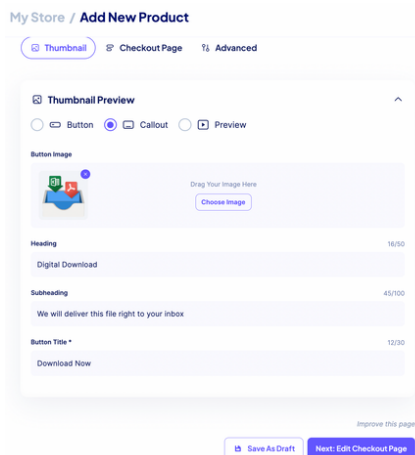 My Store / Add New Product
Thumbnail Checkout Page Advanced
Thumbnail Preview
Button Callout Preview
Button Image
Drag Your Image Here
Choose Image
Heading 16/50
Digital Download
Subheading 45/100
We will deliver this file right to your inbox
Button Title * 12/30
Download Now
Improve this page
Save As Draft Next: Edit Checkout Page